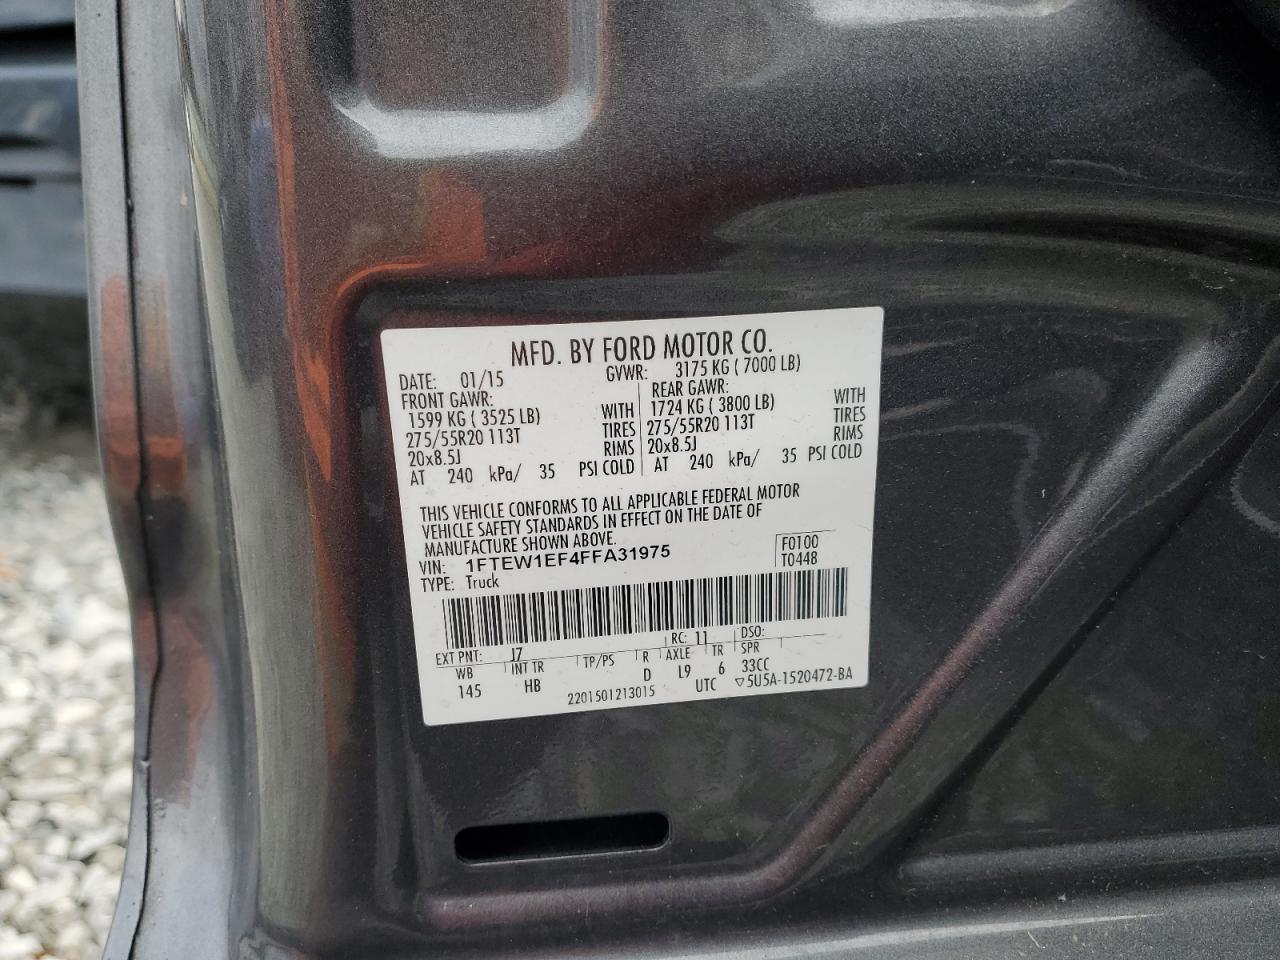 MFD. BY FORD MOTOR CO.
DATE: 01/15 GVWR: 3175 KG ( 7000 LB)
FRONT GAWR: REAR GAWR:
1599 KG ( 3525 LB) WITH 1724 KG ( 3800 LB) WITH
275/55R20 113T TIRES 275/55R20 113T TIRES
20x8.5J RIMS 20x8.5J RIMS
AT 240 kPa/ 35 PSI COLD AT 240 kPa/ 35 PSI COLD
THIS VEHICLE CONFORMS TO ALL APPLICABLE FEDERAL MOTOR
VEHICLE SAFETY STANDARDS IN EFFECT ON THE DATE OF
MANUFACTURE SHOWN ABOVE.
VIN: 1FTEW1EF4FFA31975 F0100
TYPE: Truck T0448
EXT PNT: J7 RC: 11 DSO:
WB INT TR TP/PS R AXLE TR SPR
145 HB D L9 6 33CC
2201501213015 UTC ▽5U5A-1520472-BA